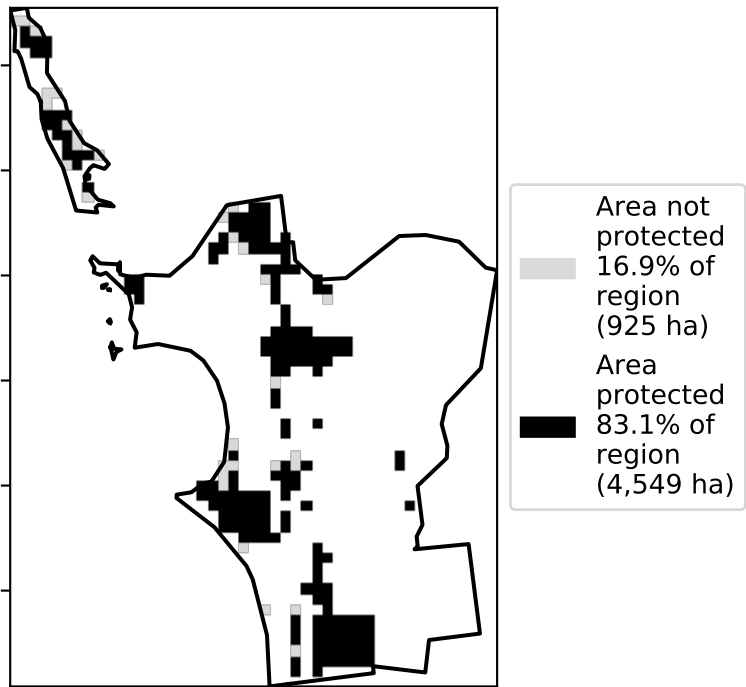 Area not
protected
16.9% of
region
(925 ha)
Area
protected
83.1% of
region
(4,549 ha)